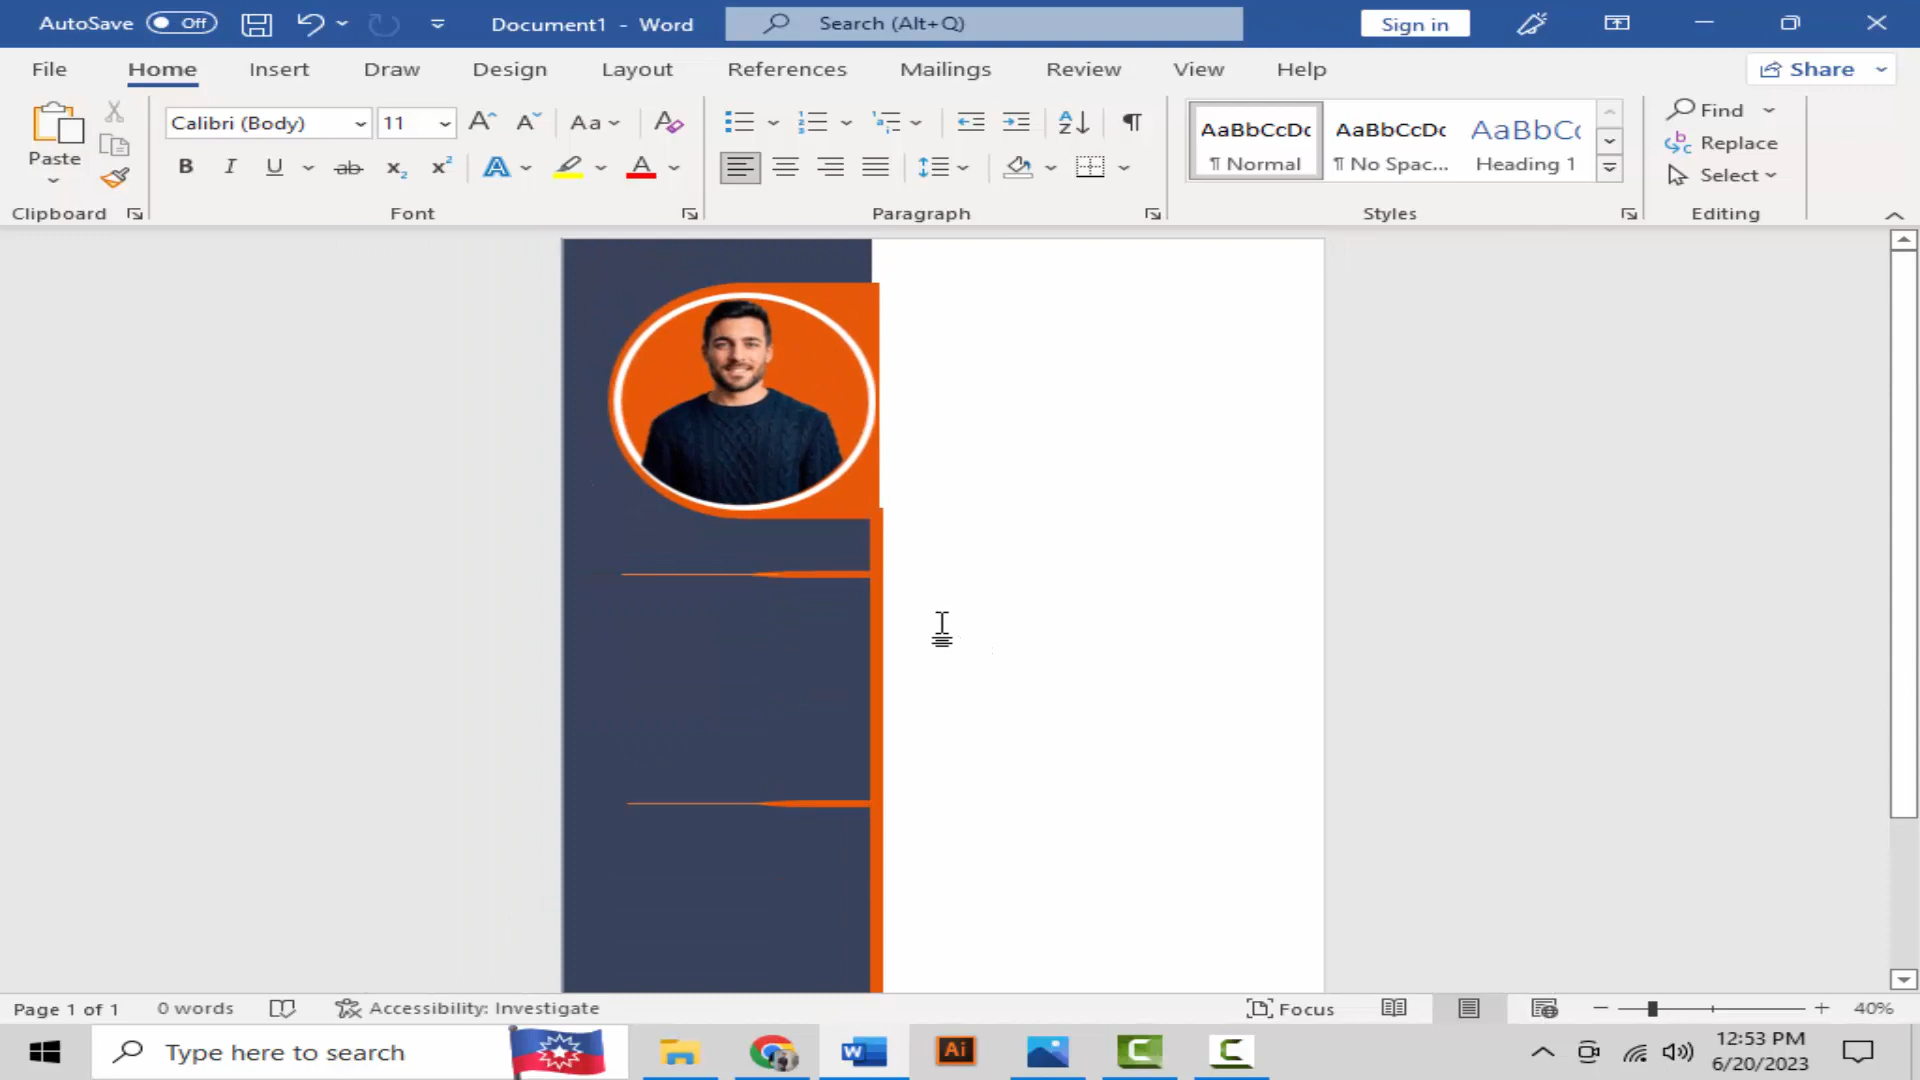 AutoSave Off Document1 - Word Search (Alt+Q) Sign in
File Home Insert Draw Design Layout References Mailings Review View Help Share
Paste Calibri (Body) 11 Aa AaBbCcDc AaBbCcDc AaBbC Find
¶ Normal ¶ No Spac... Heading 1 Replace
Select
Clipboard Font Paragraph Styles Editing
Page 1 of 1 0 words Accessibility: Investigate Focus 40%
Type here to search 12:53 PM
6/20/2023